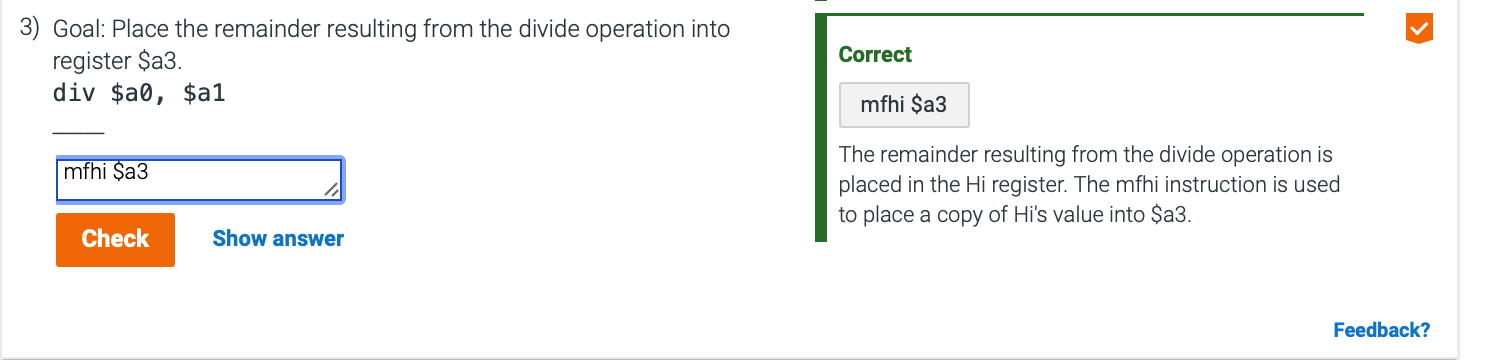 3) Goal: Place the remainder resulting from the divide operation into
register $a3.
div $a0, $a1
____
mfhi $a3
Check
Show answer
Correct
mfhi $a3
The remainder resulting from the divide operation is
placed in the Hi register. The mfhi instruction is used
to place a copy of Hi's value into $a3.
Feedback?